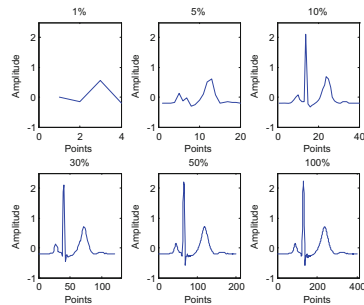 1% 5% 10%
Amplitude 2 1 0 -1 Amplitude 2 1 0 -1 Amplitude 2 1 0 -1
0 2 4 0 10 20 0 20 40
Points Points Points
30% 50% 100%
Amplitude 2 1 0 -1 Amplitude 2 1 0 -1 Amplitude 2 1 0 -1
0 50 100 0 100 200 0 200 400
Points Points Points